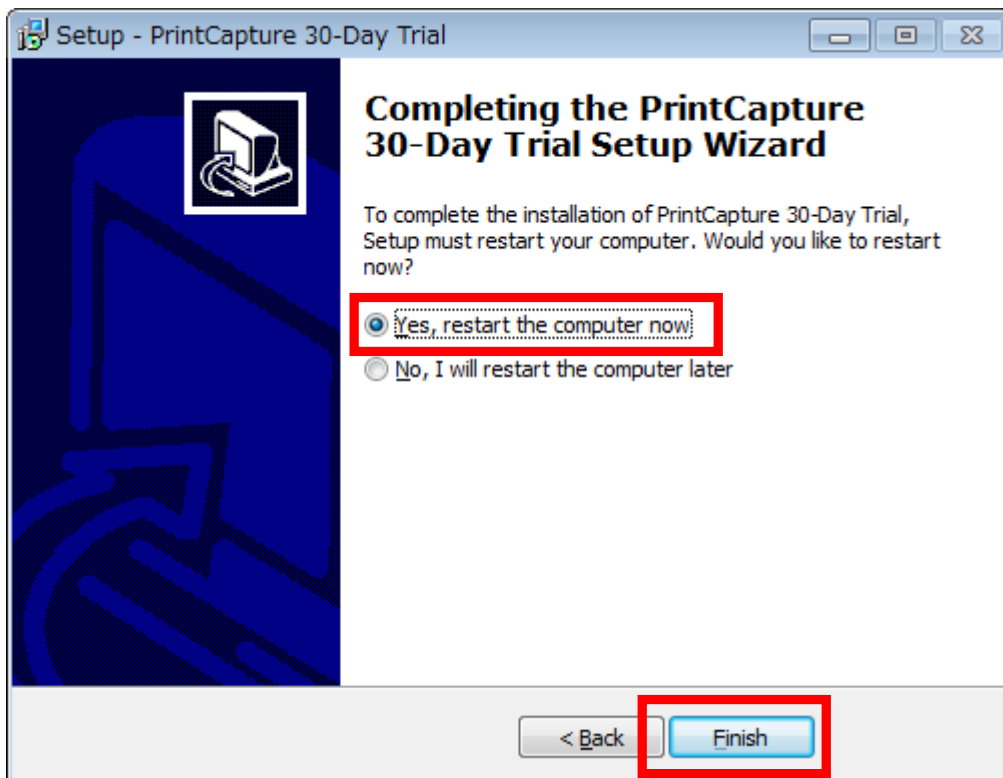 Setup - PrintCapture 30-Day Trial
Completing the PrintCapture
30-Day Trial Setup Wizard
To complete the installation of PrintCapture 30-Day Trial,
Setup must restart your computer. Would you like to restart
now?
Yes, restart the computer now
No, I will restart the computer later
< Back
Finish